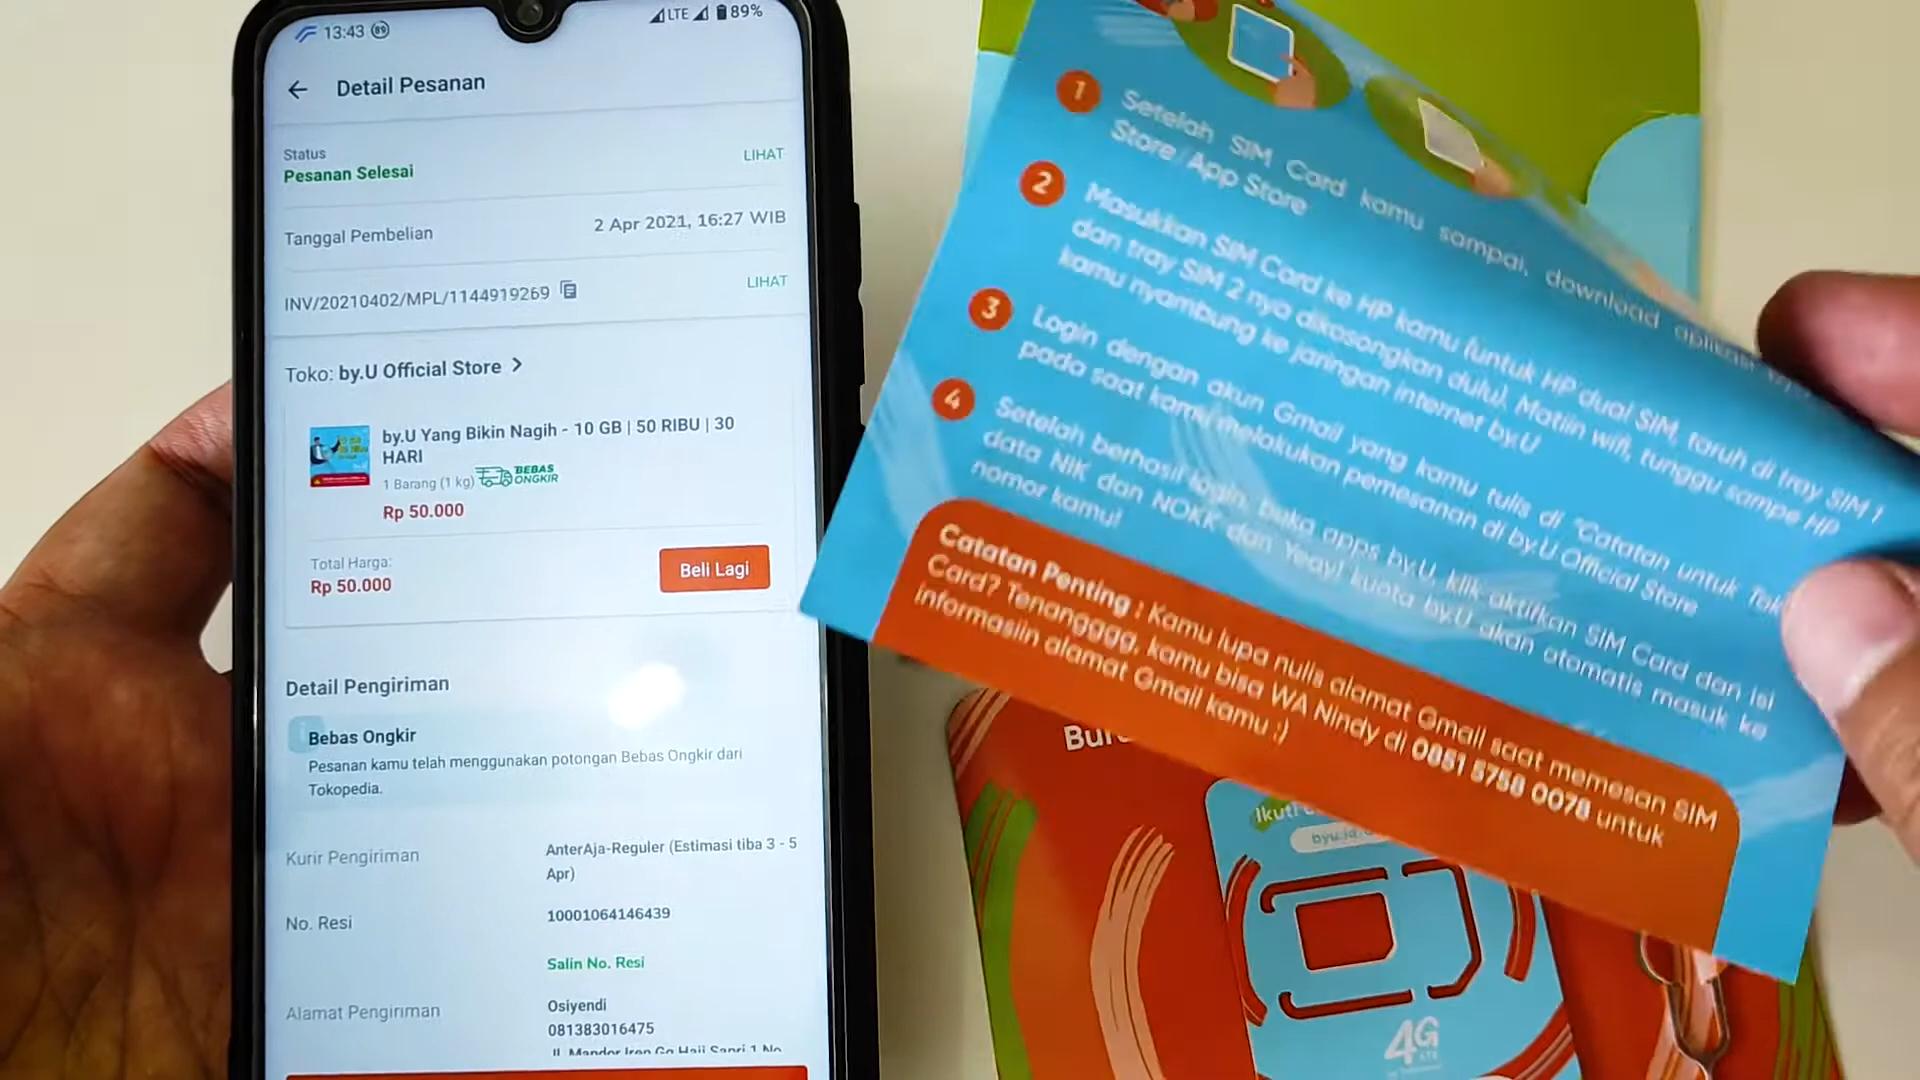 13:43 89 LTE 89%
Detail Pesanan
Status
LIHAT
Pesanan Selesai
Tanggal Pembelian
2 Apr 2021, 16:27 WIB
INV/20210402/MPL/1144919269
LIHAT
Toko: by.U Official Store
by.U Yang Bikin Nagih - 10 GB | 50 RIBU | 30
HARI
1 Barang (1 kg)
BEBAS
ONGKIR
Rp 50.000
Total Harga:
Rp 50.000
Beli Lagi
Detail Pengiriman
Bebas Ongkir
Pesanan kamu telah menggunakan potongan Bebas Ongkir dari
Tokopedia.
Kurir Pengiriman
AnterAja-Reguler (Estimasi tiba 3 - 5
Apr)
No. Resi
10001064146439
Salin No. Resi
Alamat Pengiriman
Osiyendi
081383016475
1 Setelah SIM Card kamu sampai, download aplikasi
Store/App Store
2 Masukkan SIM Card ke HP kamu (untuk HP dual SIM, taruh di tray SIM 1
dan tray SIM 2 nya dikosongkan dulu). Matiin wifi, tunggu sampe HP
kamu nyambung ke jaringan internet by.U
3 Login dengan akun Gmail yang kamu tulis di "Catatan untuk
pada saat kamu melakukan pemesanan di by.U Official Store
4 Setelah berhasil login, buka apps by.U, klik aktifkan SIM Card dan isi
data NIK dan NOKK dan Yeay! kuota by.U akan otomatis masuk ke
nomor kamu!
Catatan Penting : Kamu lupa nulis alamat Gmail saat memesan SIM
Card? Tenangggg, kamu bisa WA Nindy di 0851 5758 0078 untuk
informasiin alamat Gmail kamu :)
4G
LTE